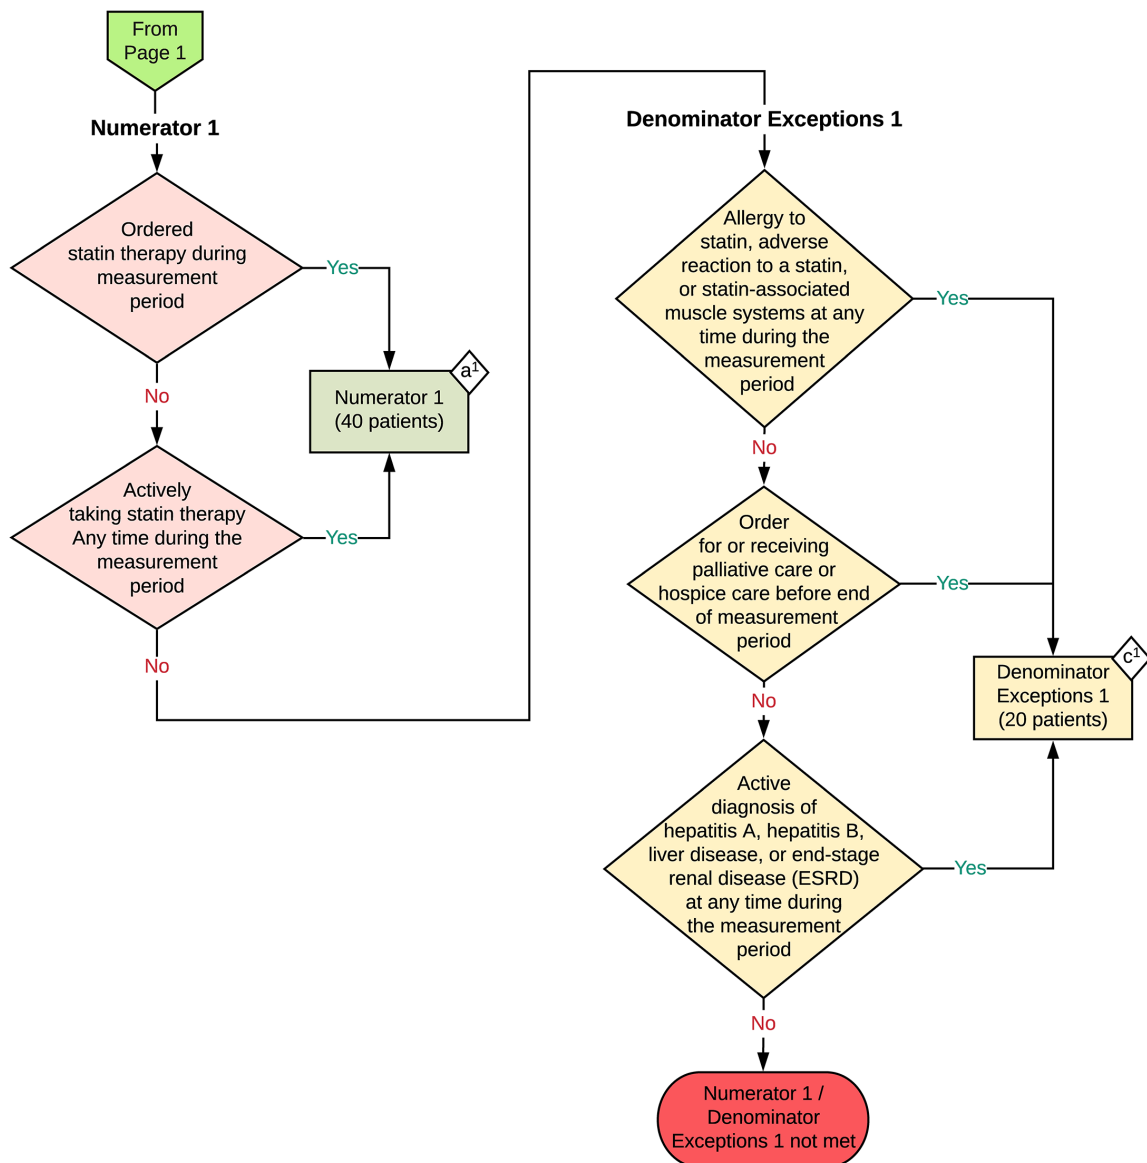 From
Page 1
Numerator 1
Ordered
statin therapy during
measurement
period
Yes
No
a¹
Numerator 1
(40 patients)
Actively
taking statin therapy
Any time during the
measurement
period
Yes
No
Denominator Exceptions 1
Allergy to
statin, adverse
reaction to a statin,
or statin-associated
muscle systems at any
time during the
measurement
period
Yes
No
Order
for or receiving
palliative care or
hospice care before end
of measurement
period
Yes
No
c¹
Denominator
Exceptions 1
(20 patients)
Active
diagnosis of
hepatitis A, hepatitis B,
liver disease, or end-stage
renal disease (ESRD)
at any time during
the measurement
period
Yes
No
Numerator 1 /
Denominator
Exceptions 1 not met